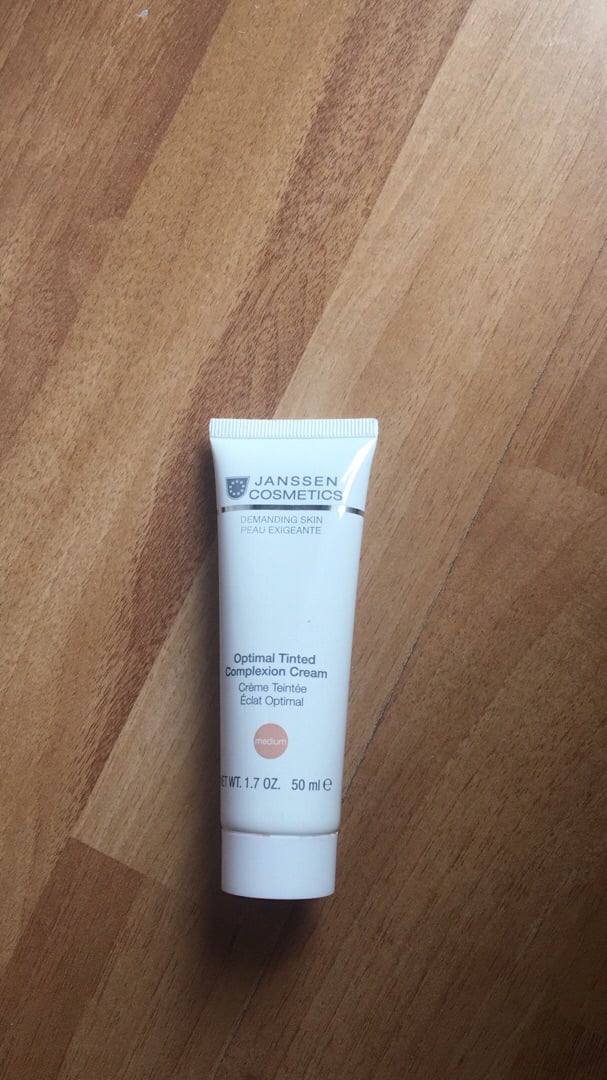 JANSSEN
COSMETICS
DEMANDING SKIN
PEAU EXIGEANTE
Optimal Tinted
Complexion Cream
Crème Teintée
Éclat Optimal
medium
ET WT. 1.7 OZ. 50 ml ℮